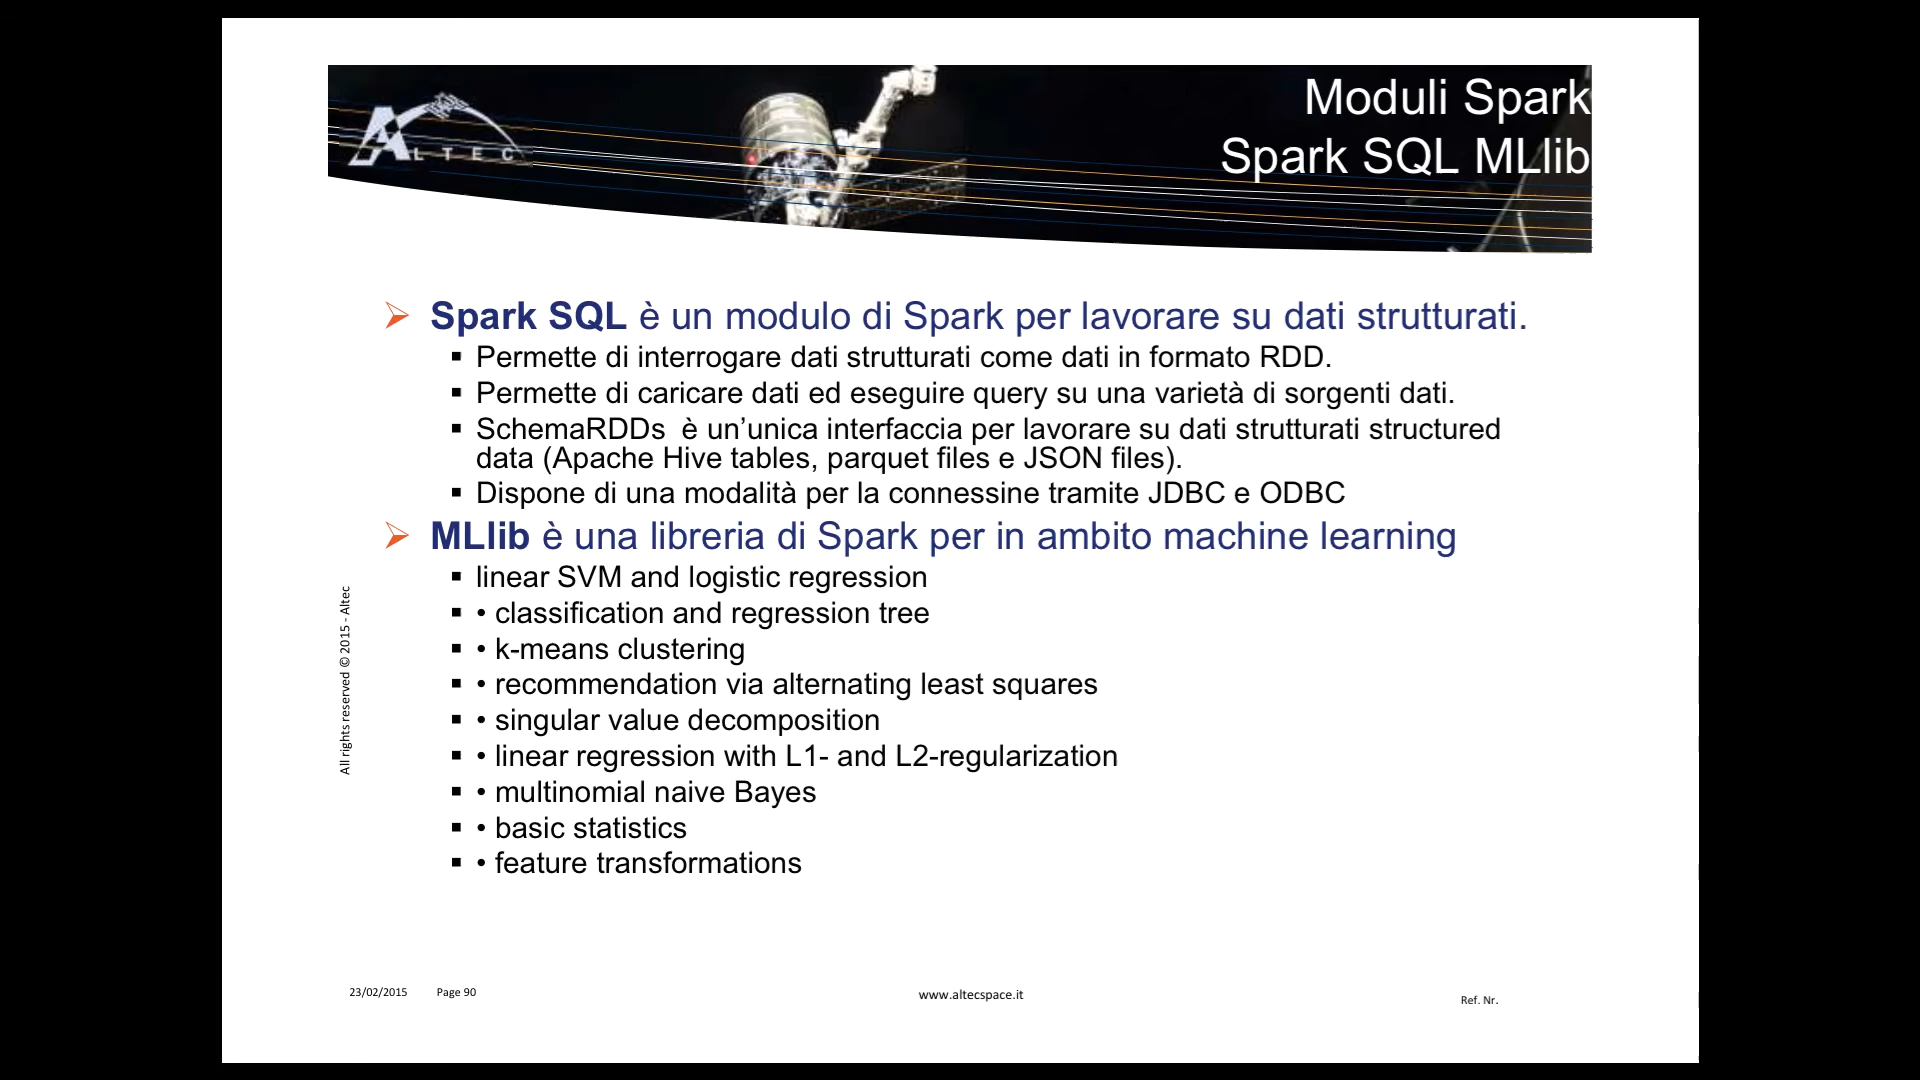 ALTEC
Moduli Spark
Spark SQL MLlib
Spark SQL è un modulo di Spark per lavorare su dati strutturati.
Permette di interrogare dati strutturati come dati in formato RDD.
Permette di caricare dati ed eseguire query su una varietà di sorgenti dati.
SchemaRDDs è un’unica interfaccia per lavorare su dati strutturati structured
data (Apache Hive tables, parquet files e JSON files).
Dispone di una modalità per la connessine tramite JDBC e ODBC
MLlib è una libreria di Spark per in ambito machine learning
linear SVM and logistic regression
• classification and regression tree
• k-means clustering
• recommendation via alternating least squares
• singular value decomposition
• linear regression with L1- and L2-regularization
• multinomial naive Bayes
• basic statistics
• feature transformations
All rights reserved © 2015 - Altec
23/02/2015 Page 90
www.altecspace.it
Ref. Nr.